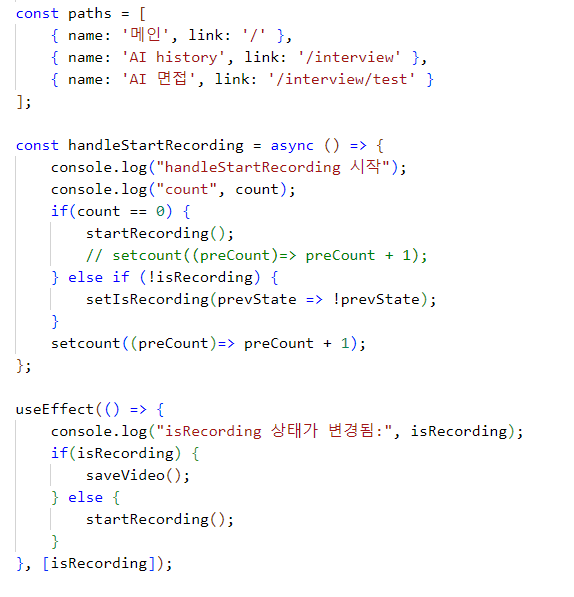 const paths = [
    { name: '메인', link: '/' },
    { name: 'AI history', link: '/interview' },
    { name: 'AI 면접', link: '/interview/test' }
];

const handleStartRecording = async () => {
    console.log("handleStartRecording 시작");
    console.log("count", count);
    if(count == 0) {
        startRecording();
        // setcount((preCount)=> preCount + 1);
    } else if (!isRecording) {
        setIsRecording(prevState => !prevState);
    }
    setcount((preCount)=> preCount + 1);
};

useEffect(() => {
    console.log("isRecording 상태가 변경됨:", isRecording);
    if(isRecording) {
        saveVideo();
    } else {
        startRecording();
    }
}, [isRecording]);